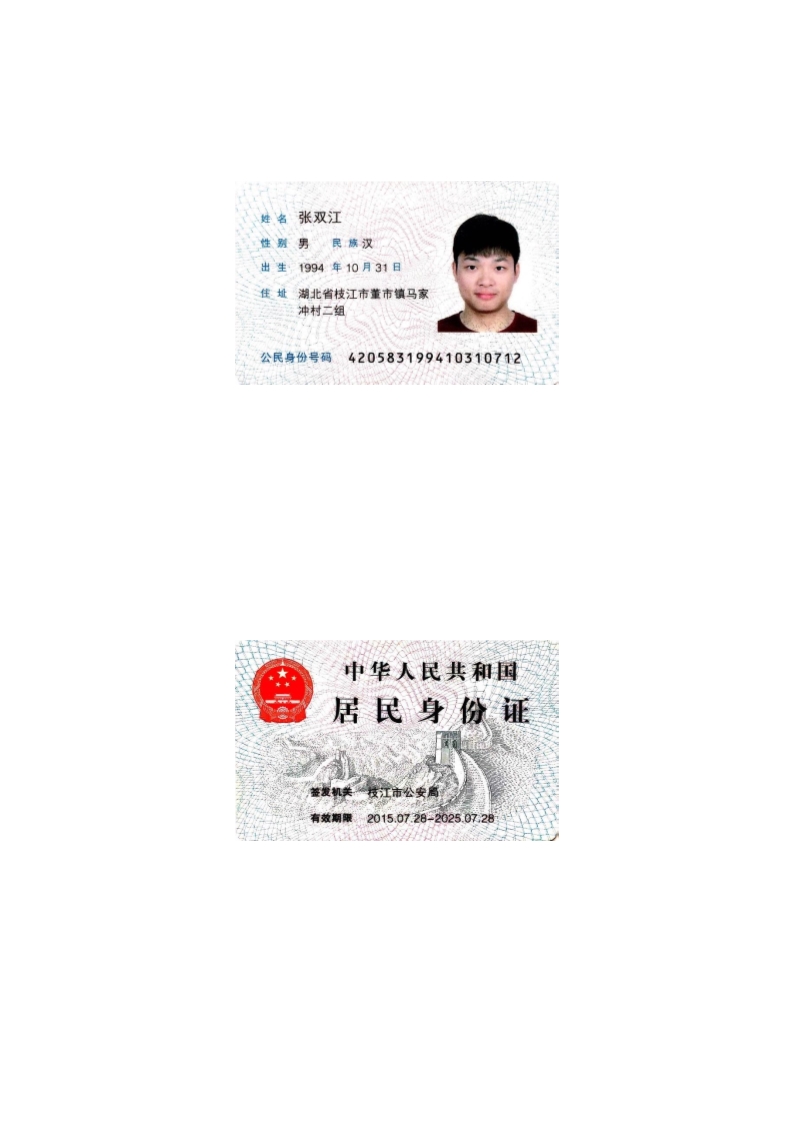 姓名 张双江
性别 男 民族 汉
出生 1994 年 10 月 31 日
住址 湖北省枝江市董市镇马家
冲村二组
公民身份号码 420583199410310712
中华人民共和国
居民身份证
签发机关 枝江市公安局
有效期限 2015.07.28-2025.07.28